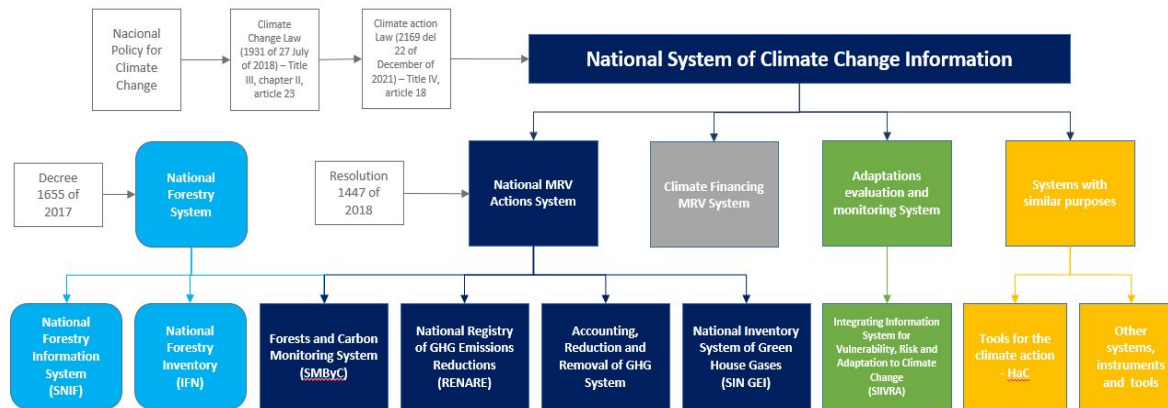 Nacional
Policy for
Climate
Change
Climate
Change Law
(1931 of 27 July
of 2018) – Title
III, chapter II,
article 23
Climate action
Law (2169 del
22 of
December of
2021) – Title IV,
article 18
National System of Climate Change Information
Decree
1655 of
2017
National
Forestry
System
Resolution
1447 of
2018
National MRV
Actions System
Climate Financing
MRV System
Adaptations
evaluation and
monitoring System
Systems with
similar purposes
National
Forestry
Information
System
(SNIF)
National
Forestry
Inventory
(IFN)
Forests and Carbon
Monitoring System
(SMByC)
National Registry
of GHG Emissions
Reductions
(RENARE)
Accounting,
Reduction and
Removal of GHG
System
National Inventory
System of Green
House Gases
(SIN GEI)
Integrating Information
System for
Vulnerability, Risk and
Adaptation to Climate
Change
(SIIVRA)
Tools for the
climate action
- HaC
Other
systems,
instruments
and tools